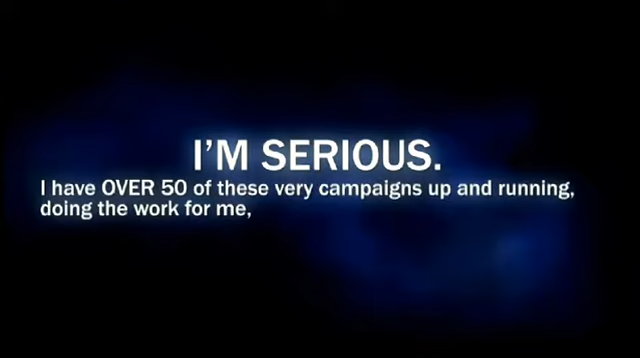 I'M SERIOUS.
I have OVER 50 of these very campaigns up and running,
doing the work for me,